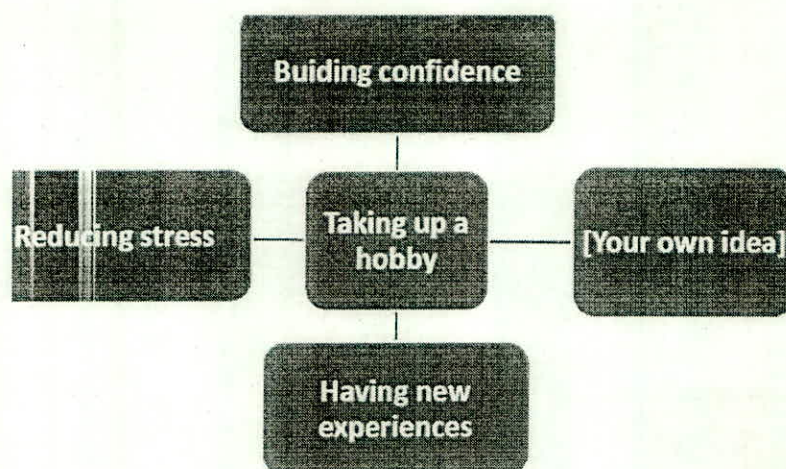 Buiding confidence
Reducing stress
Taking up a
hobby
[Your own idea]
Having new
experiences